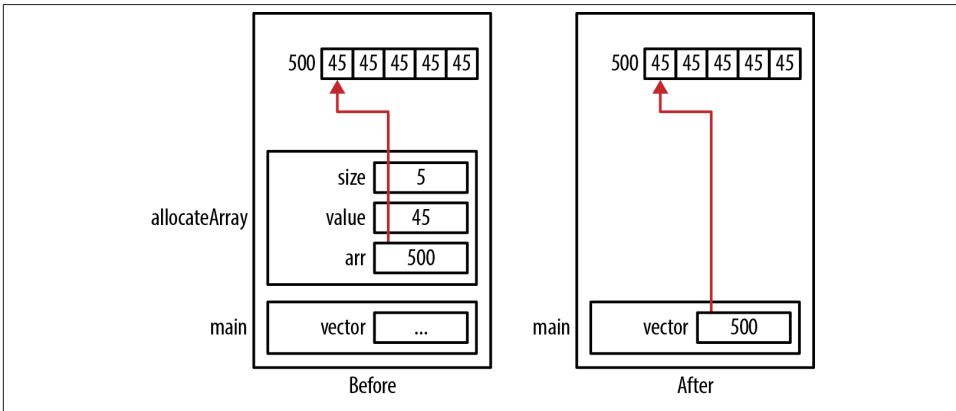 500 45 45 45 45 45
size 5
allocateArray value 45
arr 500
main vector ...
Before
500 45 45 45 45 45
main vector 500
After